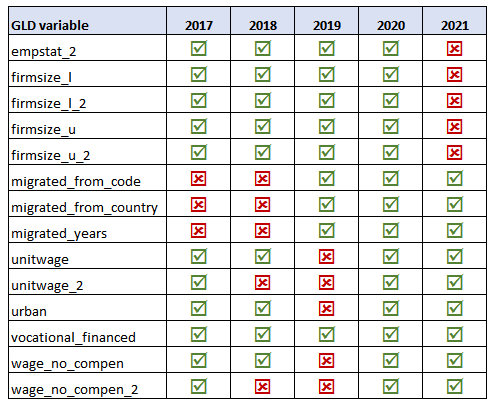 GLD variable 2017 2018 2019 2020 2021
empstat_2 ☑ ☑ ☑ ☑ ☒
firmsize_l ☑ ☑ ☑ ☑ ☒
firmsize_l_2 ☑ ☑ ☑ ☑ ☒
firmsize_u ☑ ☑ ☑ ☑ ☒
firmsize_u_2 ☑ ☑ ☑ ☑ ☒
migrated_from_code ☒ ☒ ☑ ☑ ☑
migrated_from_country ☒ ☒ ☑ ☑ ☑
migrated_years ☒ ☒ ☑ ☑ ☑
unitwage ☑ ☑ ☒ ☑ ☑
unitwage_2 ☑ ☒ ☒ ☑ ☑
urban ☑ ☑ ☒ ☑ ☑
vocational_financed ☑ ☑ ☑ ☑ ☑
wage_no_compen ☑ ☑ ☒ ☑ ☑
wage_no_compen_2 ☑ ☒ ☒ ☑ ☑